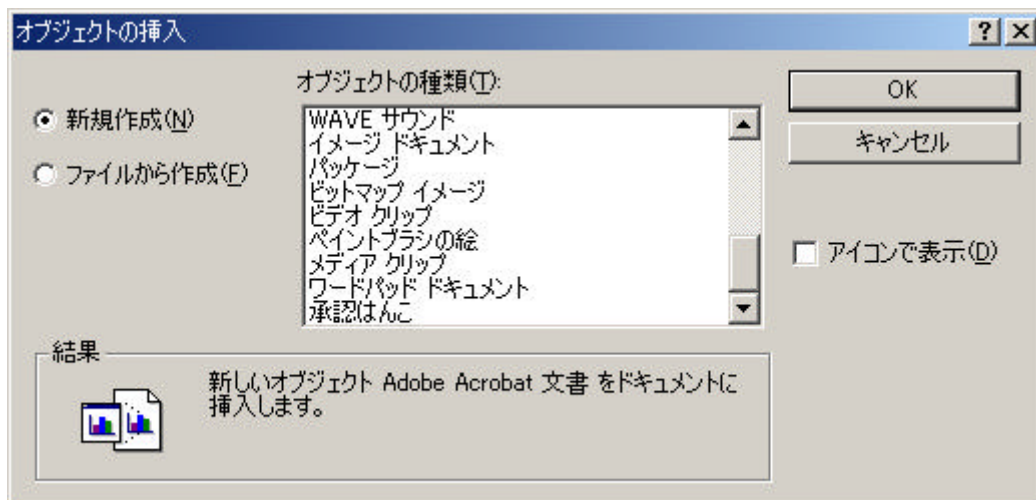 オブジェクトの挿入
新規作成(N)
ファイルから作成(F)
オブジェクトの種類(T):
WAVE サウンド
イメージ ドキュメント
パッケージ
ビットマップ イメージ
ビデオ クリップ
ペイントブラシの絵
メディア クリップ
ワードパッド ドキュメント
承認はんこ
OK
キャンセル
アイコンで表示(D)
結果
新しいオブジェクト Adobe Acrobat 文書 をドキュメントに
挿入します。